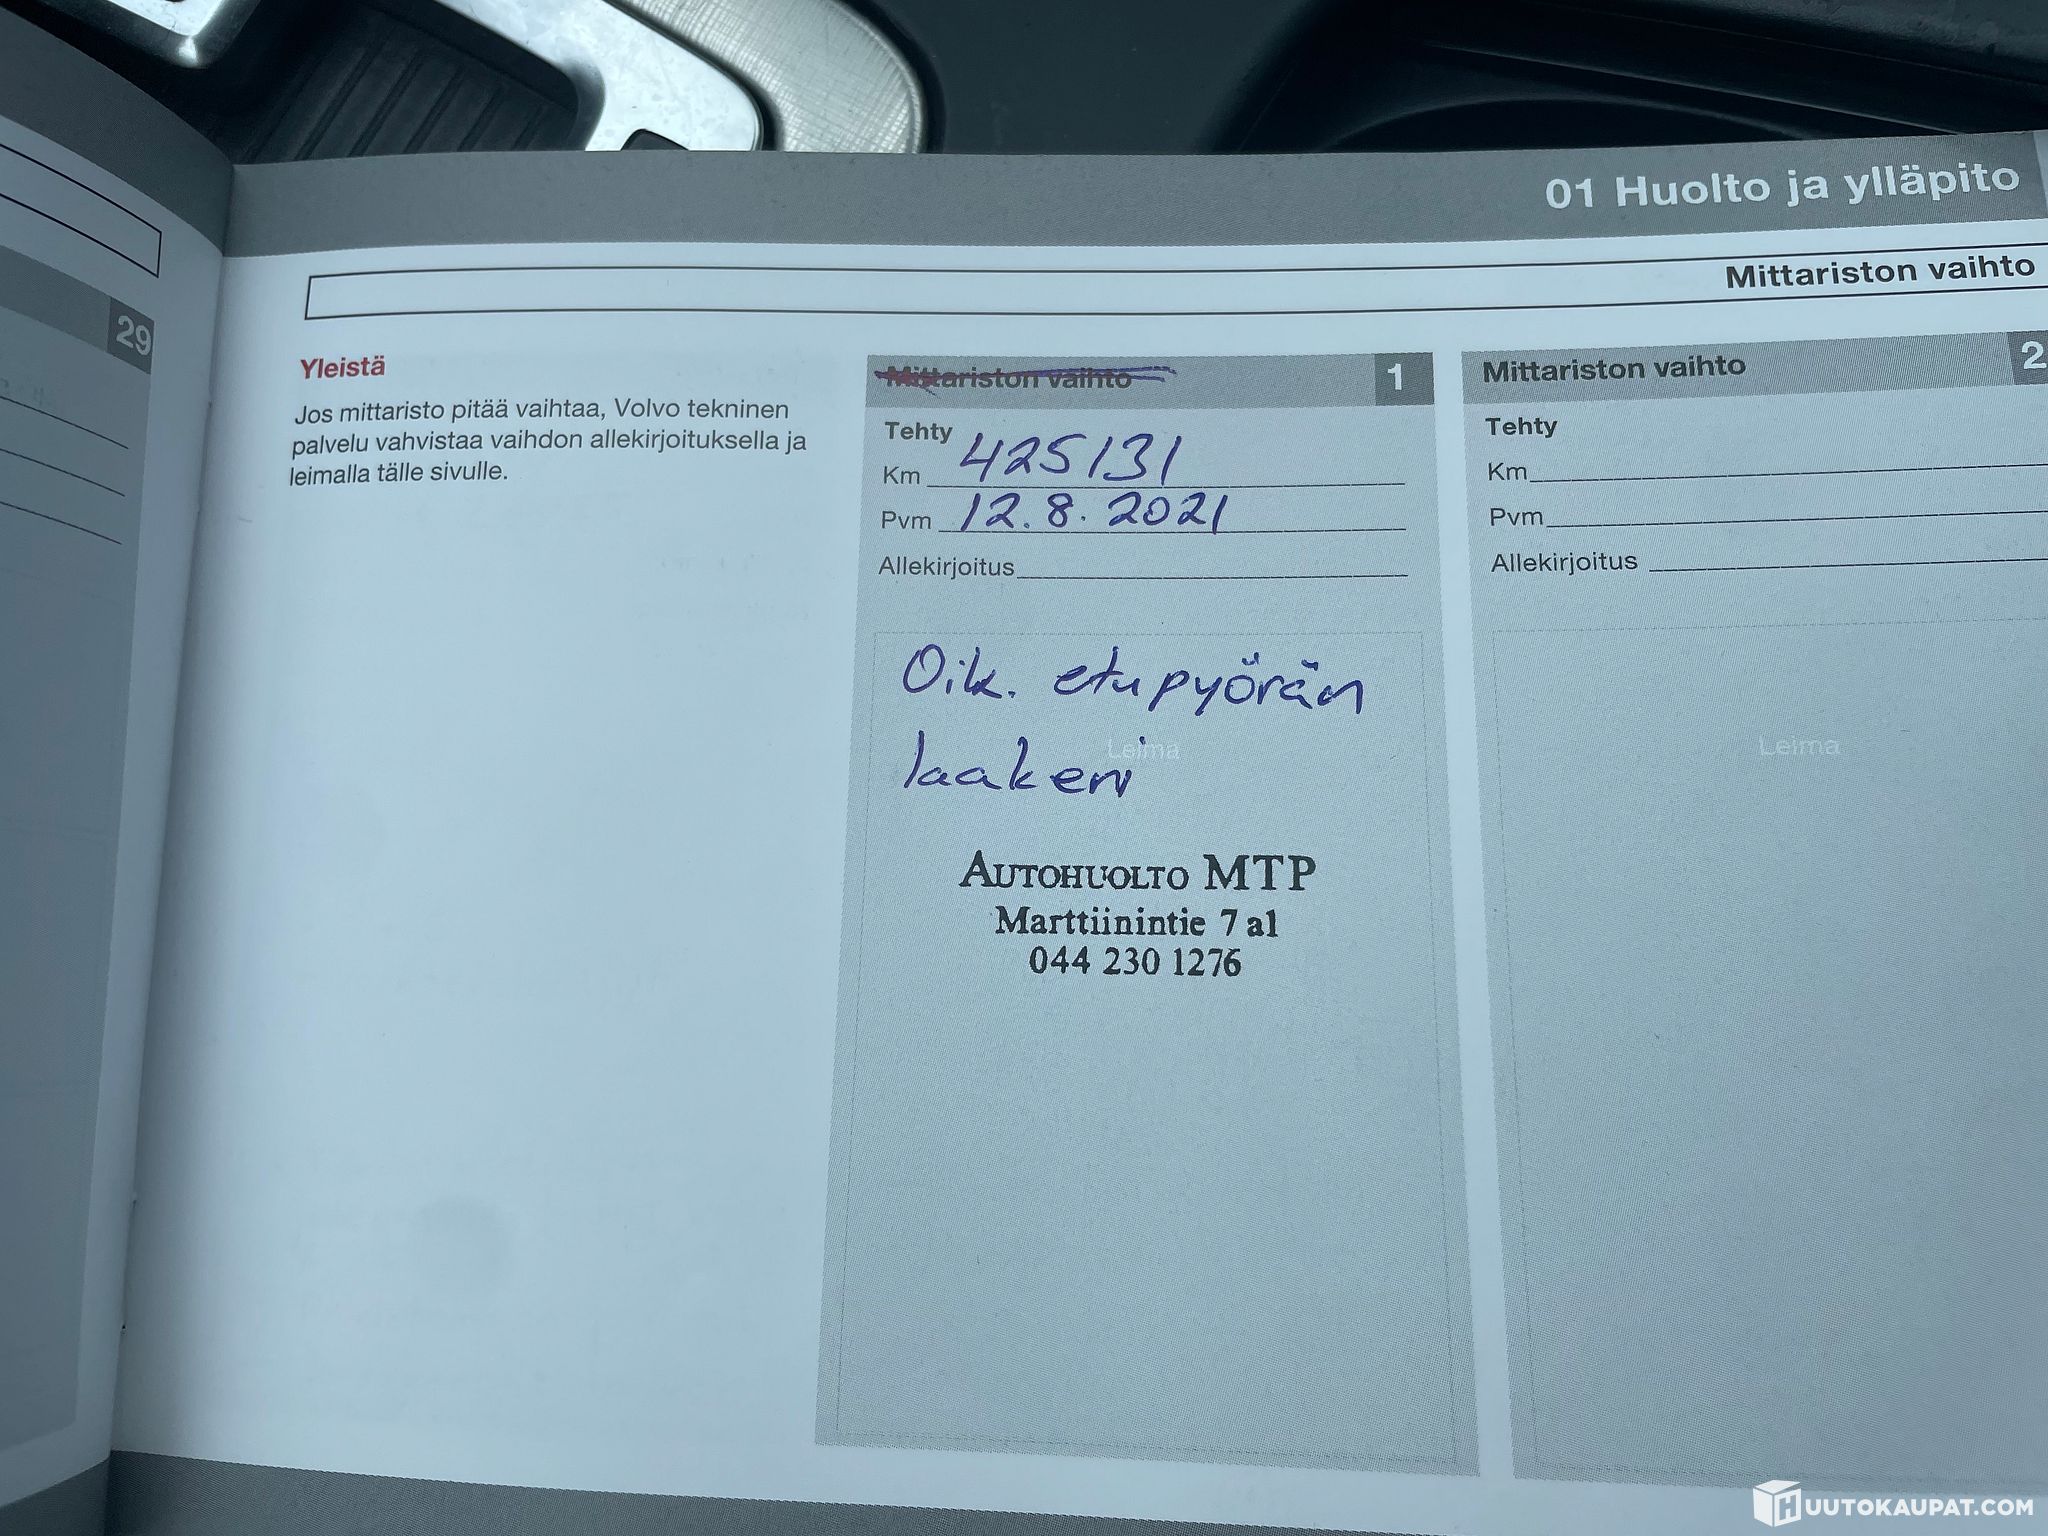 01 Huolto ja ylläpito
Mittariston vaihto
29
Yleistä
Jos mittaristo pitää vaihtaa, Volvo tekninen
palvelu vahvistaa vaihdon allekirjoituksella ja
leimalla tälle sivulle.
Mittariston vaihto 1
Tehty
Km 425131
Pvm 12.8.2021
Allekirjoitus
Oik. etupyörän
Leima
laakeri
AUTOHUOLTO MTP
Marttiinintie 7 a1
044 230 1276
Mittariston vaihto 2
Tehty
Km
Pvm
Allekirjoitus
Leima
HUUTOKAUPAT.COM